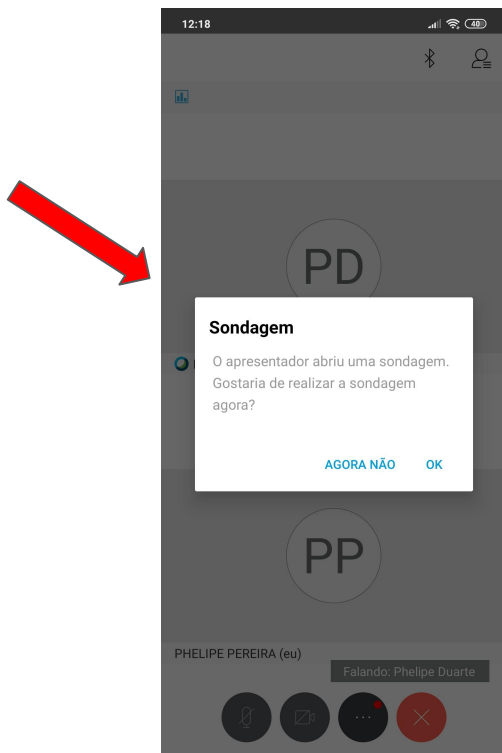 12:18
40
PD
Sondagem
O apresentador abriu uma sondagem.
Gostaria de realizar a sondagem
agora?
AGORA NÃO OK
PP
PHELIPE PEREIRA (eu)
Falando: Phelipe Duarte